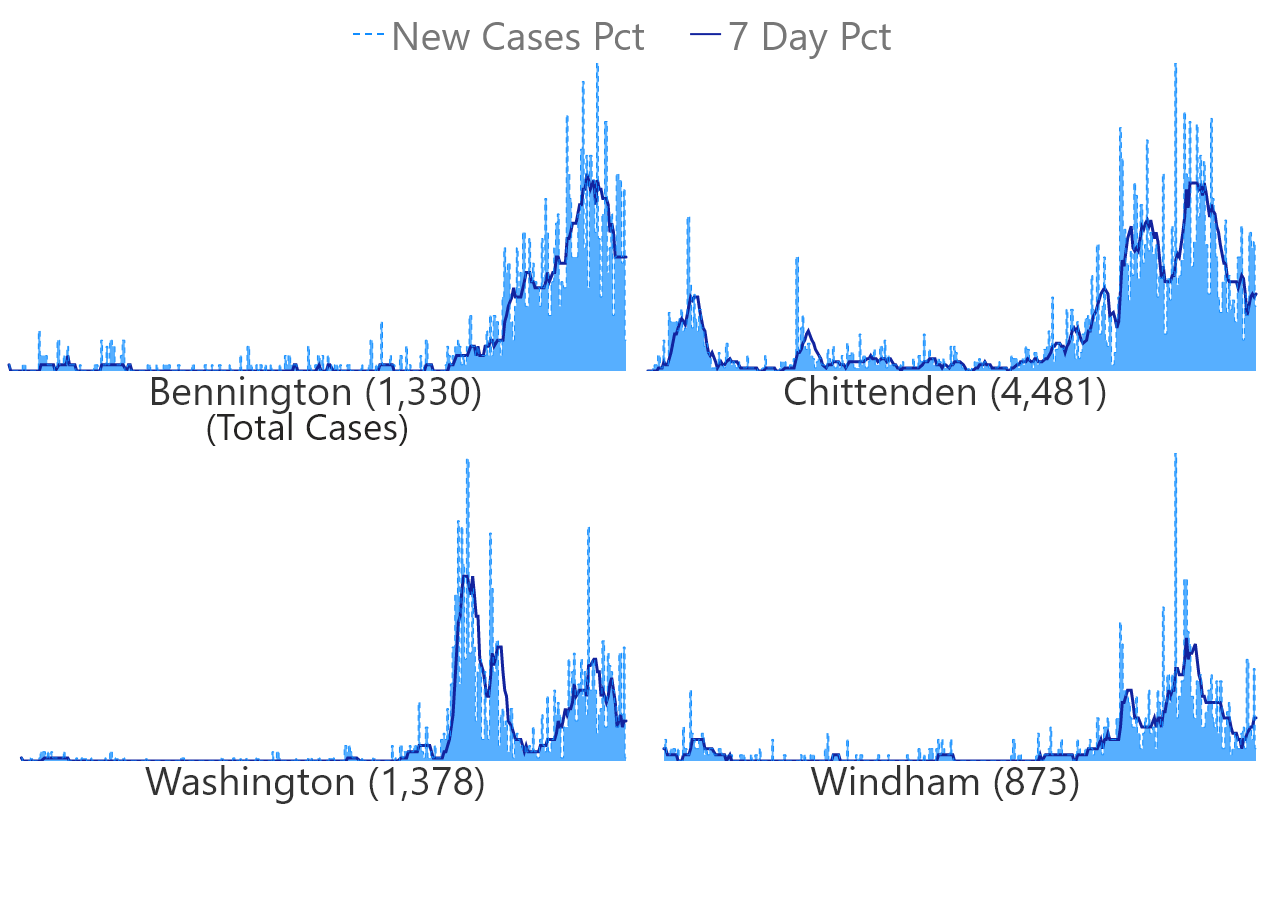 New Cases Pct 7 Day Pct
Bennington (1,330)
(Total Cases)
Chittenden (4,481)
Washington (1,378)
Windham (873)